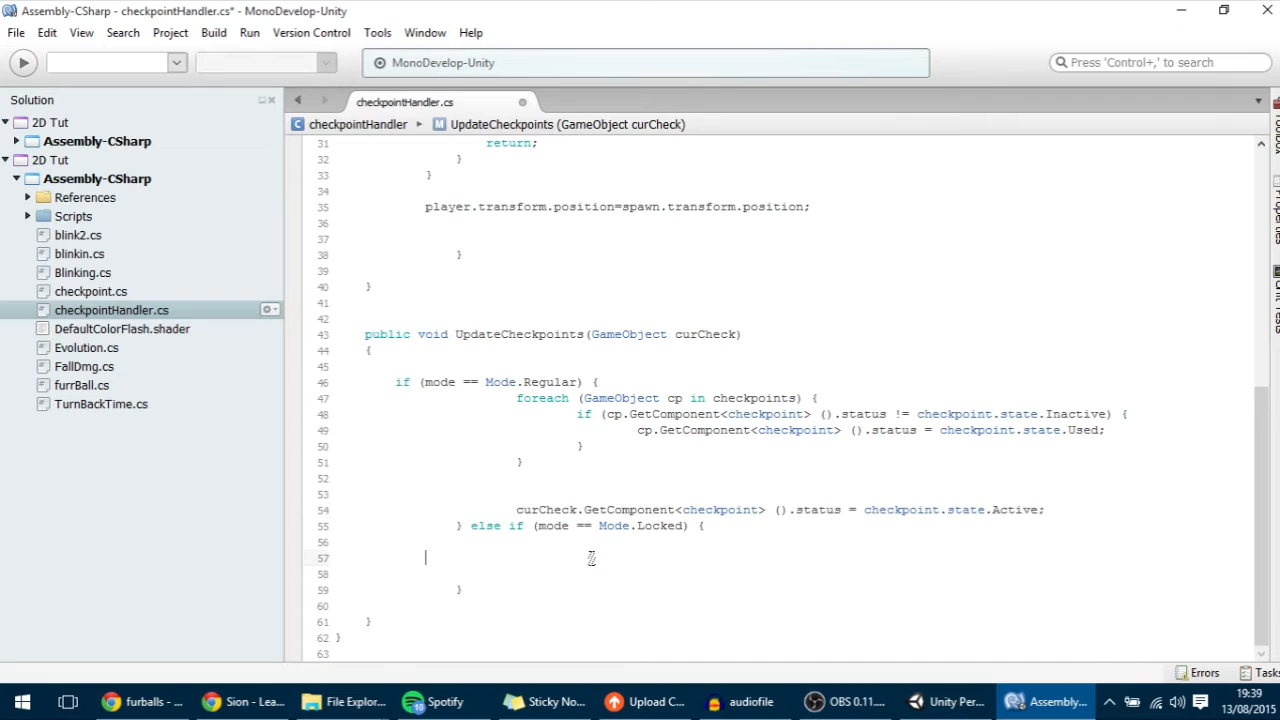 Assembly-CSharp - checkpointHandler.cs* - MonoDevelop-Unity
File Edit View Search Project Build Run Version Control Tools Window Help
MonoDevelop-Unity
Press 'Control+,' to search
Solution
checkpointHandler.cs
2D Tut
checkpointHandler
UpdateCheckpoints (GameObject curCheck)
Assembly-CSharp
2D Tut
Assembly-CSharp
References
Scripts
blink2.cs
blinkin.cs
Blinking.cs
checkpoint.cs
checkpointHandler.cs
DefaultColorFlash.shader
Evolution.cs
FallDmg.cs
furrBall.cs
TurnBackTime.cs
31 return;
32 }
33 }
34
35 player.transform.position=spawn.transform.position;
36
37
38 }
39
40 }
41
42
43 public void UpdateCheckpoints(GameObject curCheck)
44 {
45
46 if (mode == Mode.Regular) {
47 foreach (GameObject cp in checkpoints) {
48 if (cp.GetComponent<checkpoint> ().status != checkpoint.state.Inactive) {
49 cp.GetComponent<checkpoint> ().status = checkpoint.state.Used;
50 }
51 }
52
53
54 curCheck.GetComponent<checkpoint> ().status = checkpoint.state.Active;
55 } else if (mode == Mode.Locked) {
56
57
58
59 }
60
61 }
62 }
63
Errors Tasks
furballs - ... Sion - Lea... File Explor... Spotify Sticky No... Upload C... audiofile OBS 0.11.... Unity Per... Assembly...
19:39
13/08/2015